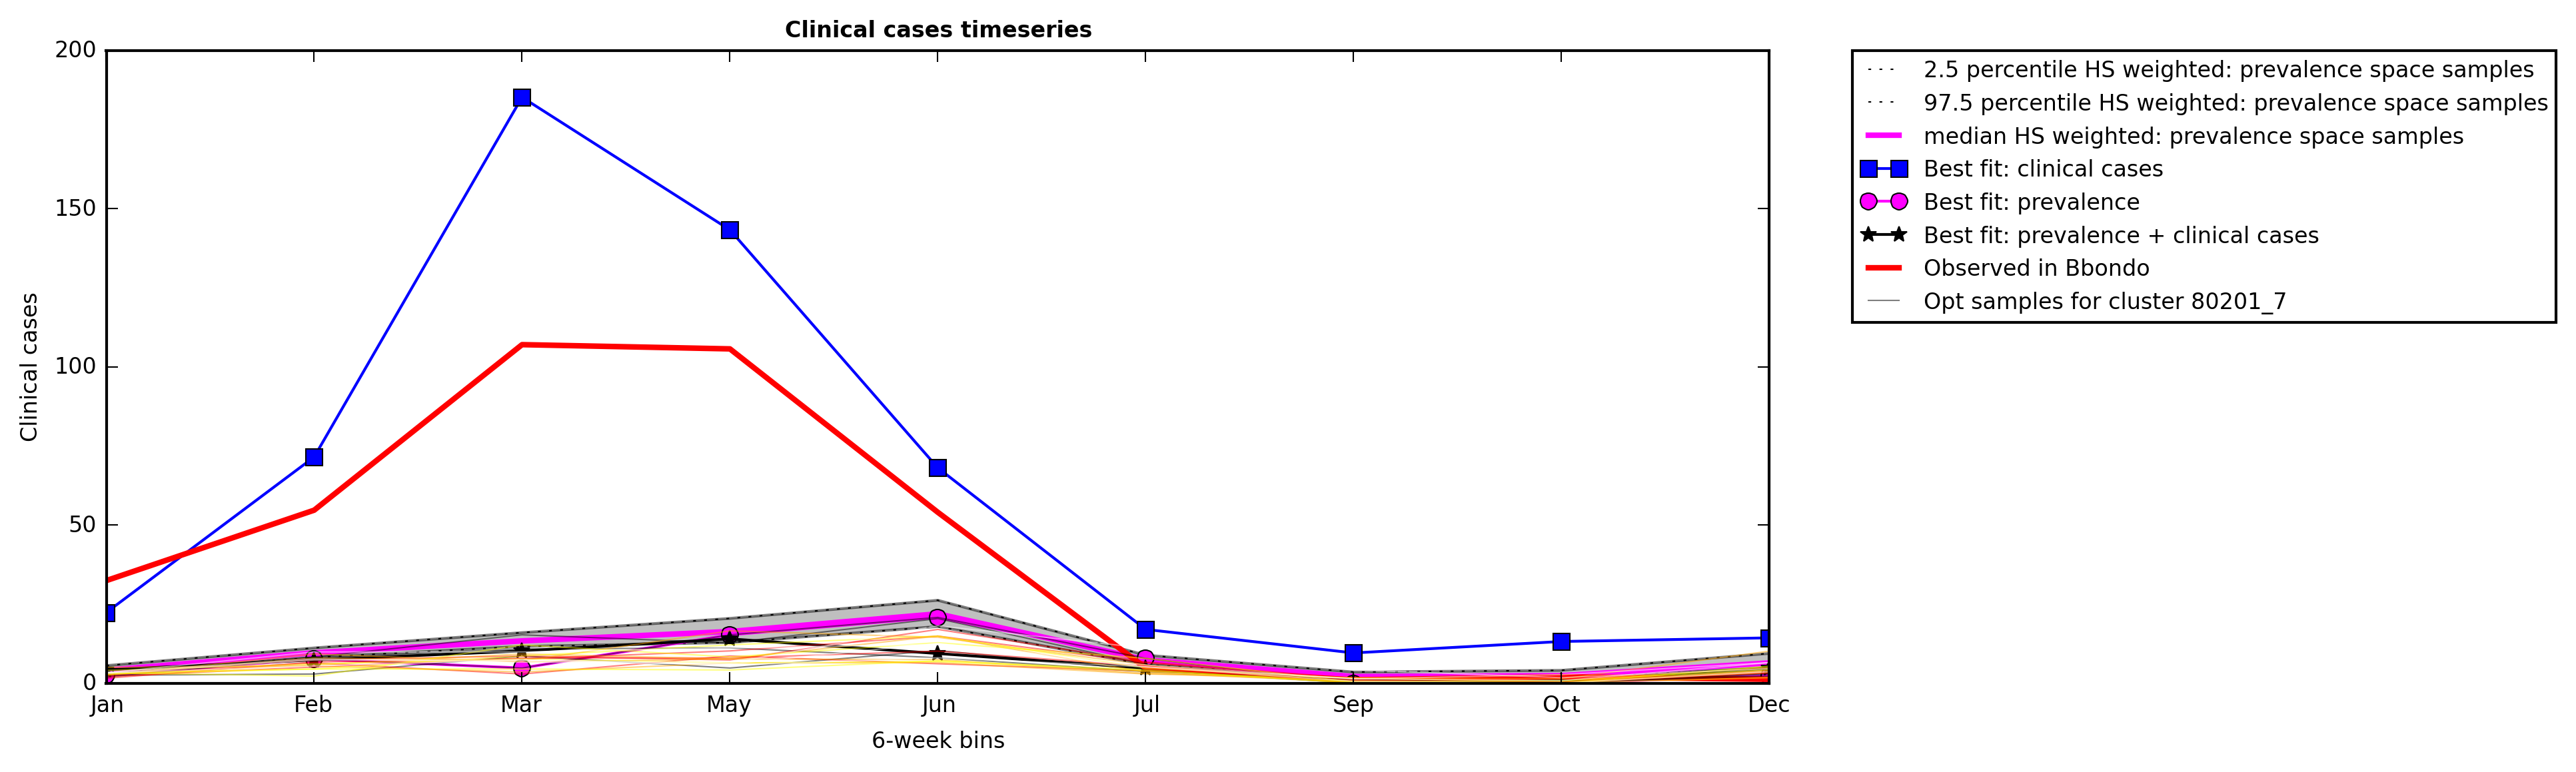 Clinical cases timeseries
200
150
100
50
0
Clinical cases
Jan Feb Mar May Jun Jul Sep Oct Dec
6-week bins
2.5 percentile HS weighted: prevalence space samples
97.5 percentile HS weighted: prevalence space samples
median HS weighted: prevalence space samples
Best fit: clinical cases
Best fit: prevalence
Best fit: prevalence + clinical cases
Observed in Bbondo
Opt samples for cluster 80201_7